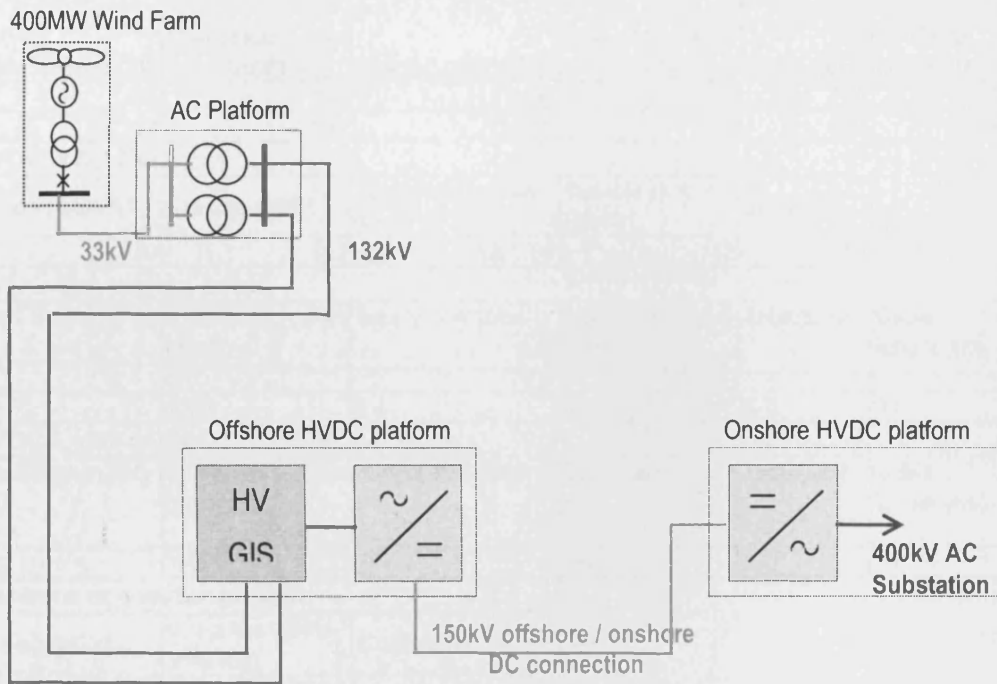 400MW Wind Farm
AC Platform
33kV
132kV
Offshore HVDC platform
Onshore HVDC platform
HV
GIS
400kV AC
Substation
150kV offshore / onshore
DC connection